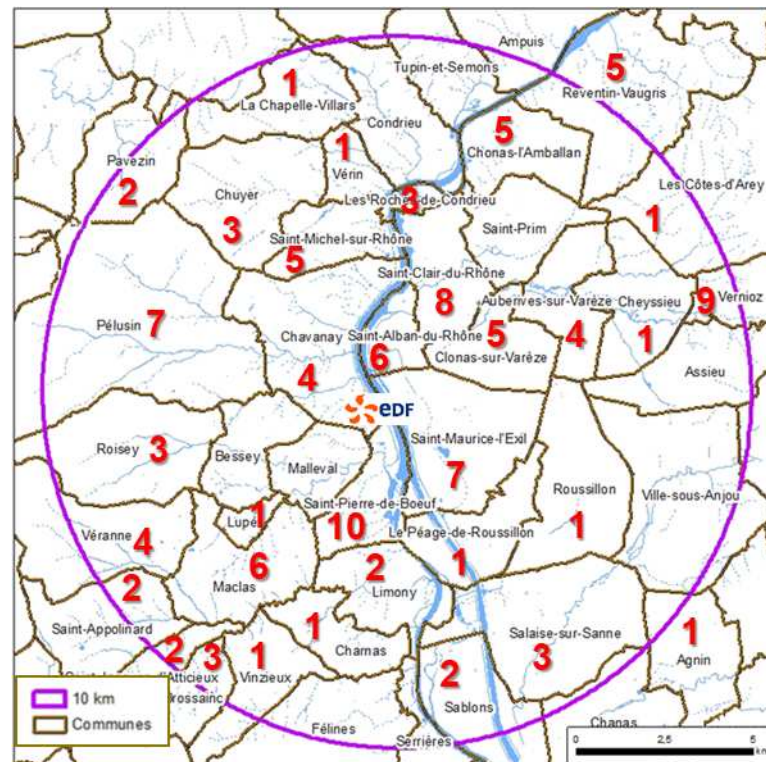 Ampuis
Tupin-et-Semons
1
5
La Chapelle-Villars
Reventin-Vaugris
Condrieu
5
1
Chonas-l'Amballan
Pavezin
Vérin
2
Chuyer
3
Les Roches-de-Condrieu
Les Côtes-d'Arey
3
Saint-Prim
1
Saint-Michel-sur-Rhône
5
Saint-Clair-du-Rhône
8
Auberives-sur-Varèze
Cheyssieu
9
Vernioz
7
Pélusin
Chavanay
Saint-Alban-du-Rhône
5
4
1
6
Clonas-sur-Varèze
4
Assieu
eDF
Roisey
3
Bessey
Malleval
Saint-Maurice-l'Exil
7
Roussillon
Ville-sous-Anjou
Saint-Pierre-de-Boeuf
1
Lupé
10
Le Péage-de-Roussillon
1
Véranne
4
6
2
1
Maclas
Limony
2
Saint-Appolinard
1
Charnas
Salaise-sur-Sanne
1
2
3
1
3
Agnin
d'Atticieux
Vinzieux
2
Sablons
10 km
Communes
Félines
Serrières
Chanas
0
2,5
5
km